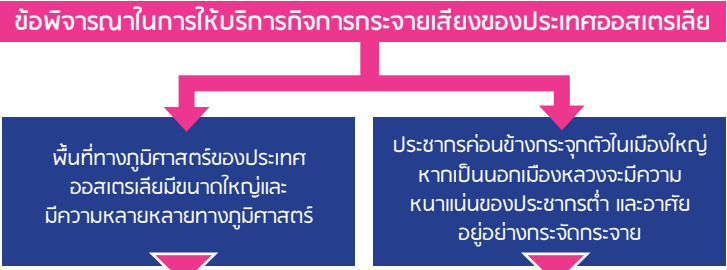 ข้อพิจารณาในการให้บริการกิจการกระจายเสียงของประเทศออสเตรเลีย
พื้นที่ทางภูมิศาสตร์ของประเทศ
ออสเตรเลียมีขนาดใหญ่และ
มีความหลายหลายทางภูมิศาสตร์
ประชากรค่อนข้างกระจุกตัวในเมืองใหญ่
หากเป็นนอกเมืองหลวงจะมีความ
หนาแน่นของประชากรต่ำ และอาศัย
อยู่อย่างกระจัดกระจาย